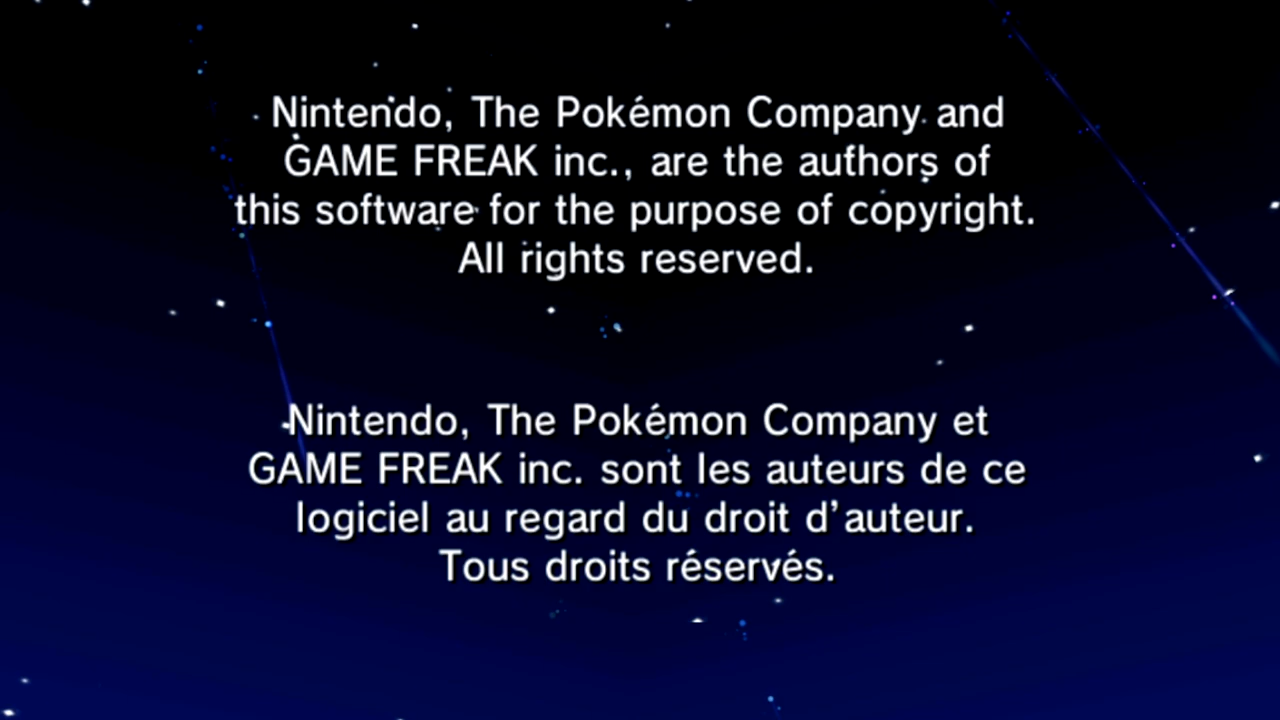 Nintendo, The Pokémon Company and
GAME FREAK inc., are the authors of
this software for the purpose of copyright.
All rights reserved.
Nintendo, The Pokémon Company et
GAME FREAK inc. sont les auteurs de ce
logiciel au regard du droit d’auteur.
Tous droits réservés.